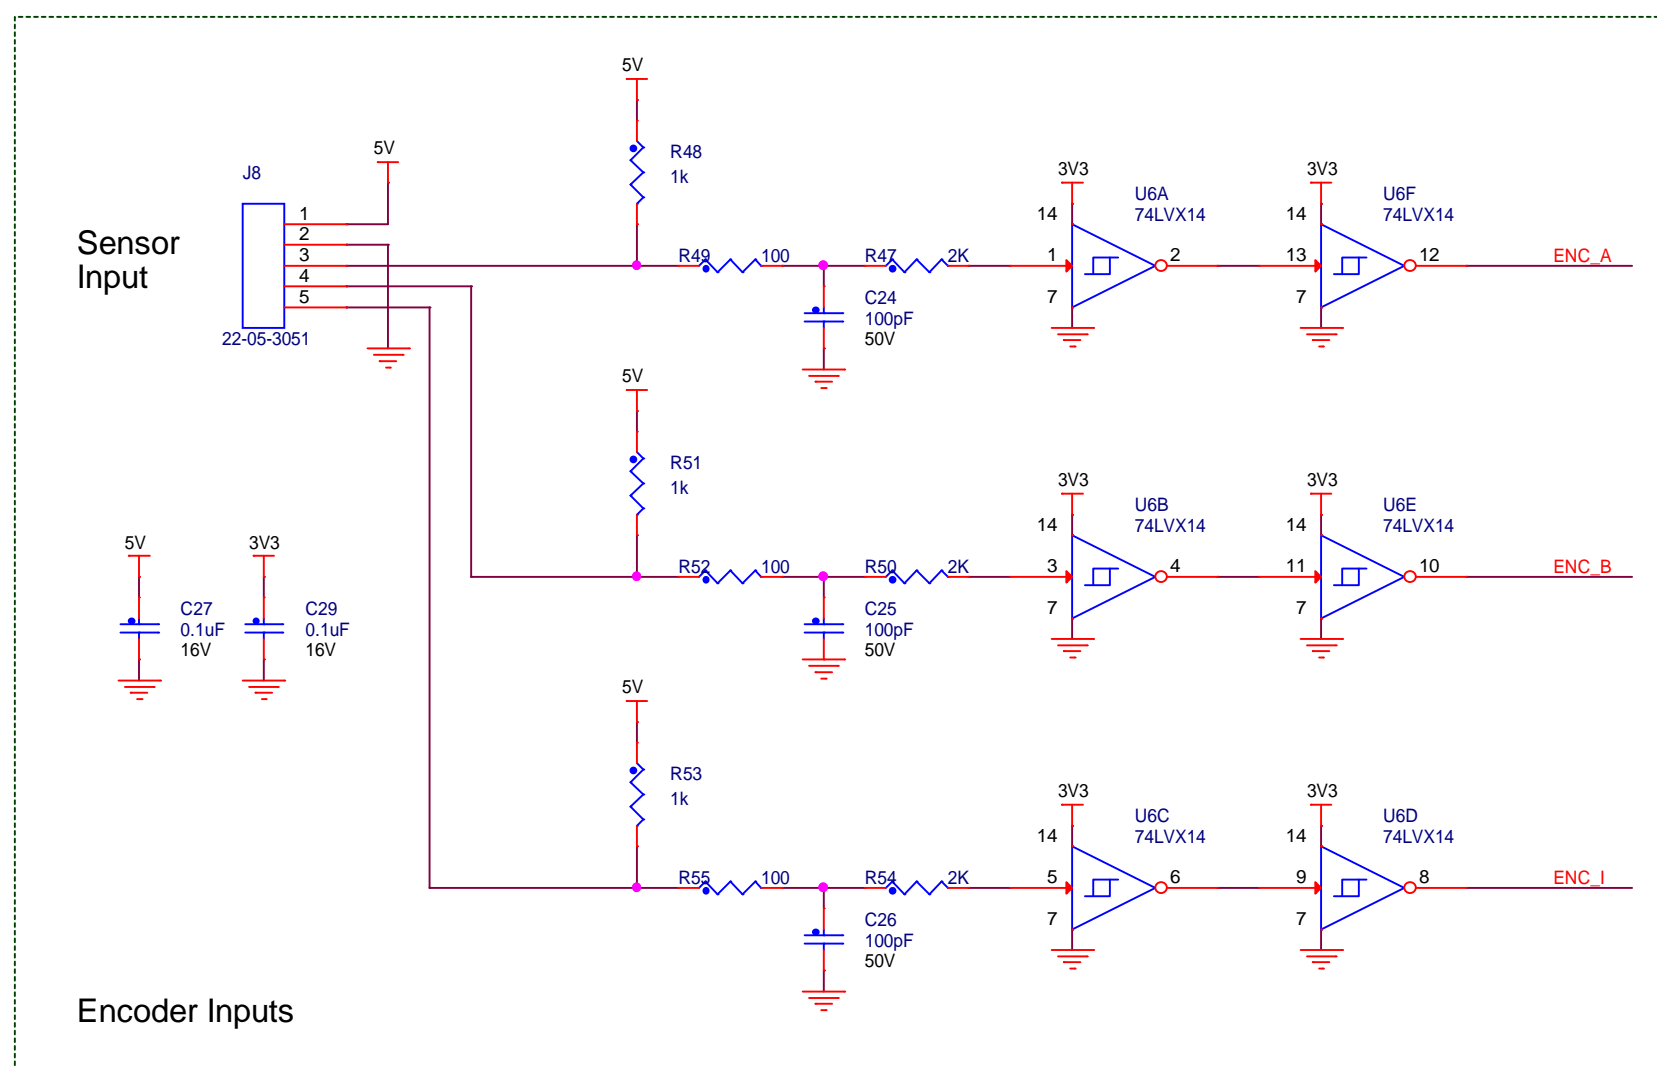 5V
R48
1k
J8
5V
1
2
3
4
5
22-05-3051
Sensor
Input
R49 100
R47 2K
C24
100pF
50V
3V3
U6A
74LVX14
14
1
2
7
3V3
U6F
74LVX14
14
13
12
7
ENC_A
5V
R51
1k
R52 100
R50 2K
C25
100pF
50V
3V3
U6B
74LVX14
14
3
4
7
3V3
U6E
74LVX14
14
11
10
7
ENC_B
5V
C27
0.1uF
16V
3V3
C29
0.1uF
16V
5V
R53
1k
R55 100
R54 2K
C26
100pF
50V
3V3
U6C
74LVX14
14
5
6
7
3V3
U6D
74LVX14
14
9
8
7
ENC_I
Encoder Inputs